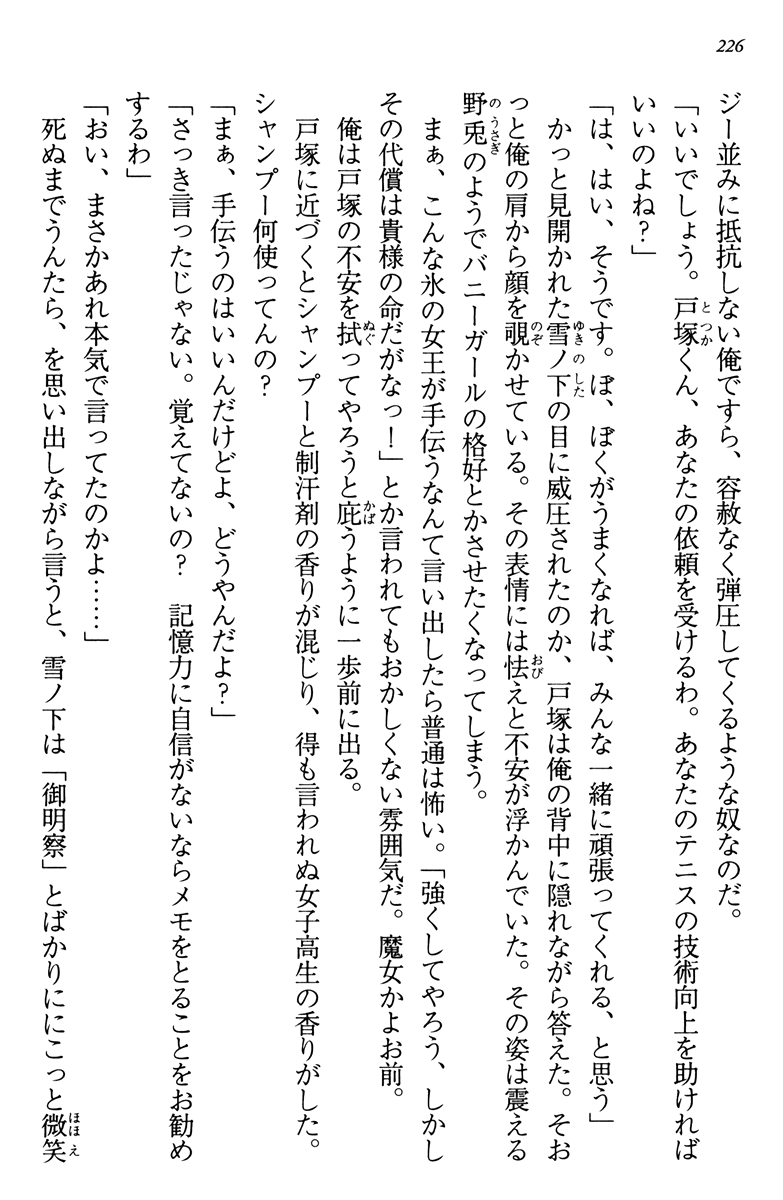 226
ジー並みに抵抗しない俺ですら、容赦なく弾圧してくるような奴なのだ。
「いいでしょう。戸塚くん、あなたの依頼を受けるわ。あなたのテニスの技術向上を助ければ
いいのよね?」
「は、はい、そうです。ぼ、ぼくがうまくなれば、みんな一緒に頑張ってくれる、と思う」
かっと見開かれた雪ノ下の目に威圧されたのか、戸塚は俺の背中に隠れながら答えた。そお
っと俺の肩から顔を覗かせている。その表情には怯えと不安が浮かんでいた。その姿は震える
野兎のようでバニーガールの格好とかさせたくなってしまう。
まぁ、こんな氷の女王が手伝うなんて言い出したら普通は怖い。「強くしてやろう、しかし
その代償は貴様の命だがなっ!」とか言われてもおかしくない雰囲気だ。魔女かよお前。
俺は戸塚の不安を拭ってやろうと庇うように一歩前に出る。
戸塚に近づくとシャンプーと制汗剤の香りが混じり、得も言われぬ女子高生の香りがした。
シャンプー何使ってんの?
「まぁ、手伝うのはいいんだけどよ、どうやんだよ?」
「さっき言ったじゃない。覚えてないの? 記憶力に自信がないならメモをとることをお勧め
するわ」
「おい、まさかあれ本気で言ってたのかよ……」
死ぬまでうんたら、を思い出しながら言うと、雪ノ下は「御明察」とばかりににこっと微笑